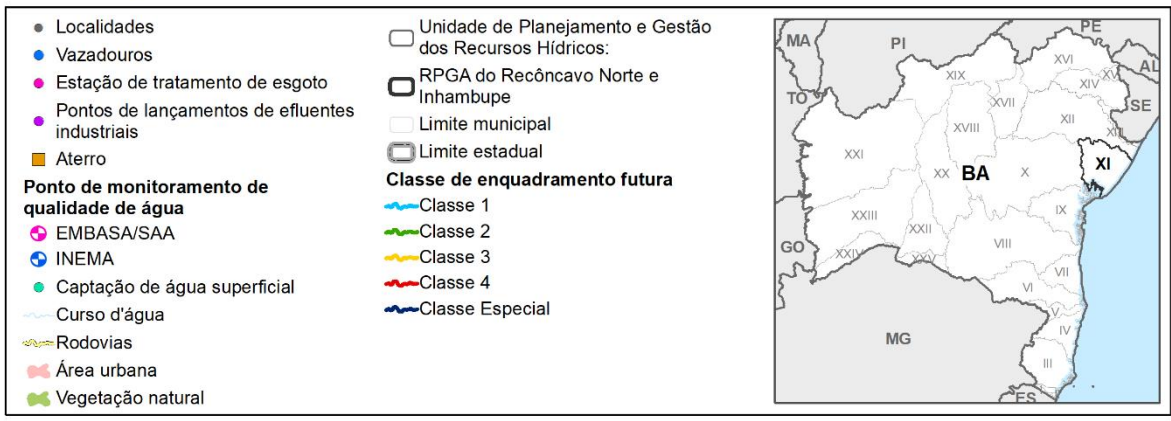 Localidades
Vazadouros
Estação de tratamento de esgoto
Pontos de lançamentos de efluentes
industriais
Aterro
Ponto de monitoramento de
qualidade de água
EMBASA/SAA
INEMA
Captação de água superficial
Curso d'água
Rodovias
Área urbana
Vegetação natural
Unidade de Planejamento e Gestão
dos Recursos Hídricos:
RPGA do Recôncavo Norte e
Inhambupe
Limite municipal
Limite estadual
Classe de enquadramento futura
Classe 1
Classe 2
Classe 3
Classe 4
Classe Especial
MA
PI
PE
AL
TO
SE
XIX
XVI
XV
XIV
XVII
XII
XVIII
XIII
XXI
XX
BA
X
XI
IX
XXIII
XXII
VIII
GO
XXIV
XXV
VII
VI
V
IV
MG
III
ES